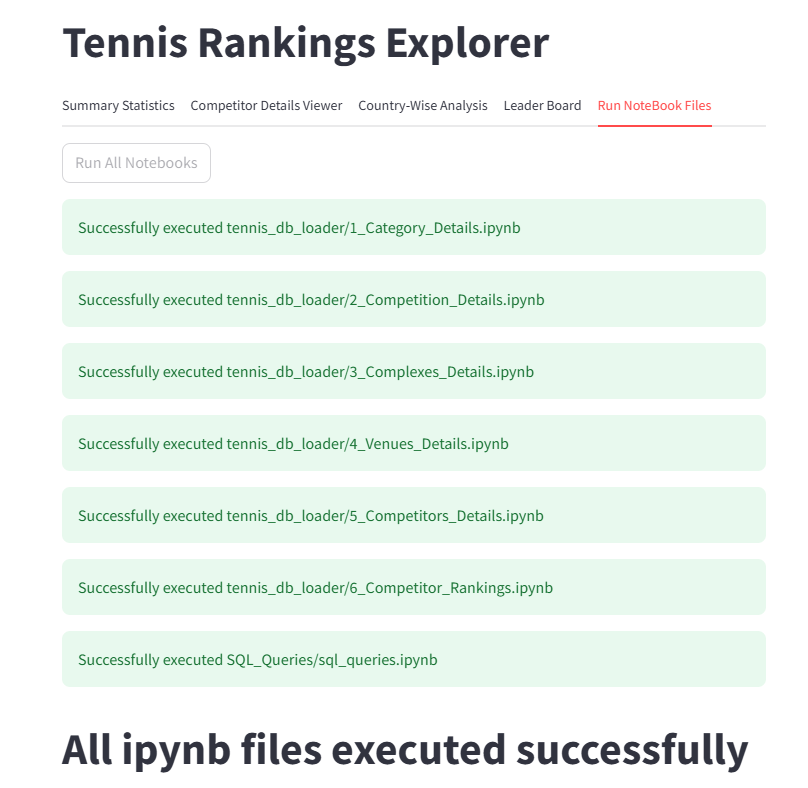 Tennis Rankings Explorer
Summary Statistics Competitor Details Viewer Country-Wise Analysis Leader Board Run NoteBook Files
Run All Notebooks
Successfully executed tennis_db_loader/1_Category_Details.ipynb
Successfully executed tennis_db_loader/2_Competition_Details.ipynb
Successfully executed tennis_db_loader/3_Complexes_Details.ipynb
Successfully executed tennis_db_loader/4_Venues_Details.ipynb
Successfully executed tennis_db_loader/5_Competitors_Details.ipynb
Successfully executed tennis_db_loader/6_Competitor_Rankings.ipynb
Successfully executed SQL_Queries/sql_queries.ipynb
All ipynb files executed successfully